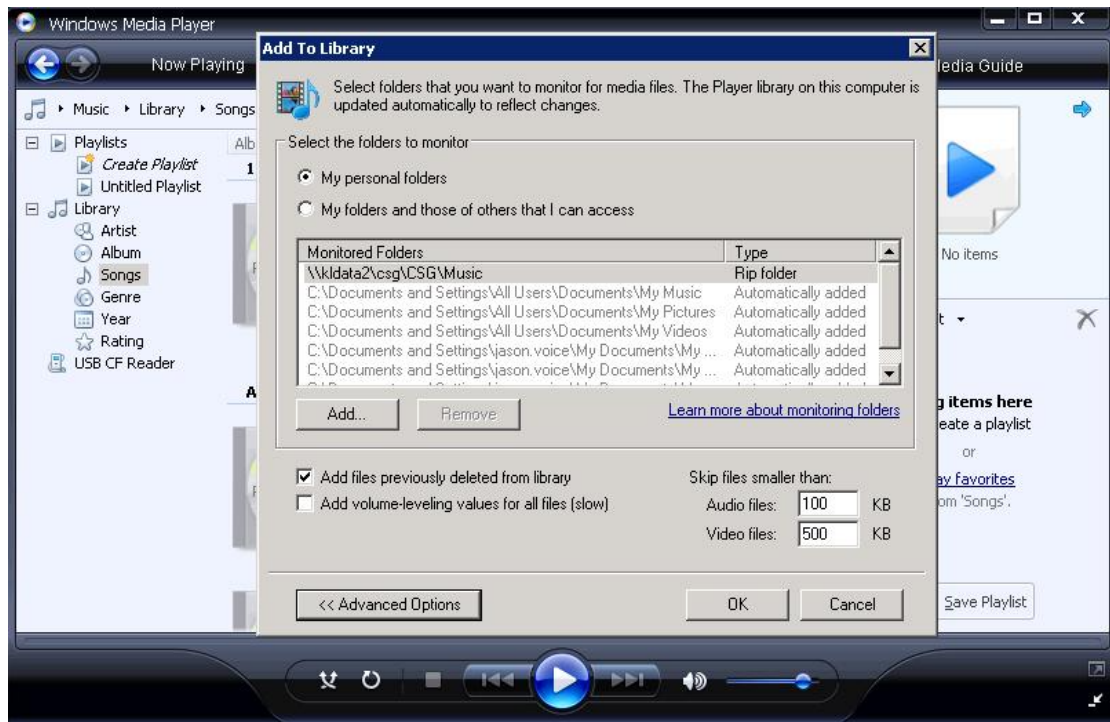 Windows Media Player
Now Playing
Media Guide
Music Library Songs
Playlists
Create Playlist
Untitled Playlist
Library
Artist
Album
Songs
Genre
Year
Rating
USB CF Reader
Alb
1
A
Add To Library
Select folders that you want to monitor for media files. The Player library on this computer is
updated automatically to reflect changes.
Select the folders to monitor
My personal folders
My folders and those of others that I can access
Monitored Folders Type
\\kldata2\csg\CSG\Music Rip folder
C:\Documents and Settings\All Users\Documents\My Music Automatically added
C:\Documents and Settings\All Users\Documents\My Pictures Automatically added
C:\Documents and Settings\All Users\Documents\My Videos Automatically added
C:\Documents and Settings\jason.voice\My Documents\My ... Automatically added
C:\Documents and Settings\jason.voice\My Documents\My ... Automatically added
Add... Remove Learn more about monitoring folders
Add files previously deleted from library
Add volume-leveling values for all files (slow)
Skip files smaller than:
Audio files: 100 KB
Video files: 500 KB
<< Advanced Options OK Cancel
No items
items here
eate a playlist
or
favorites
om 'Songs'.
Save Playlist